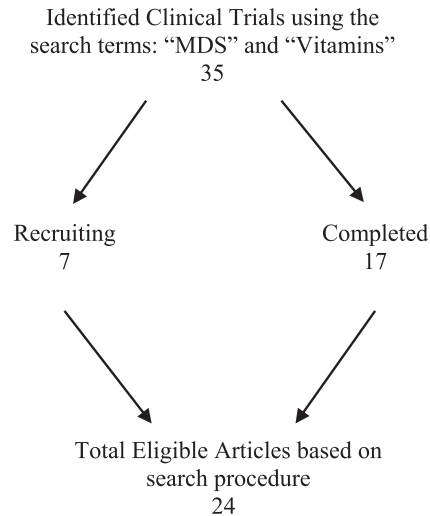 Identified Clinical Trials using the
search terms: “MDS” and “Vitamins”
35
Recruiting
7
Completed
17
Total Eligible Articles based on
search procedure
24